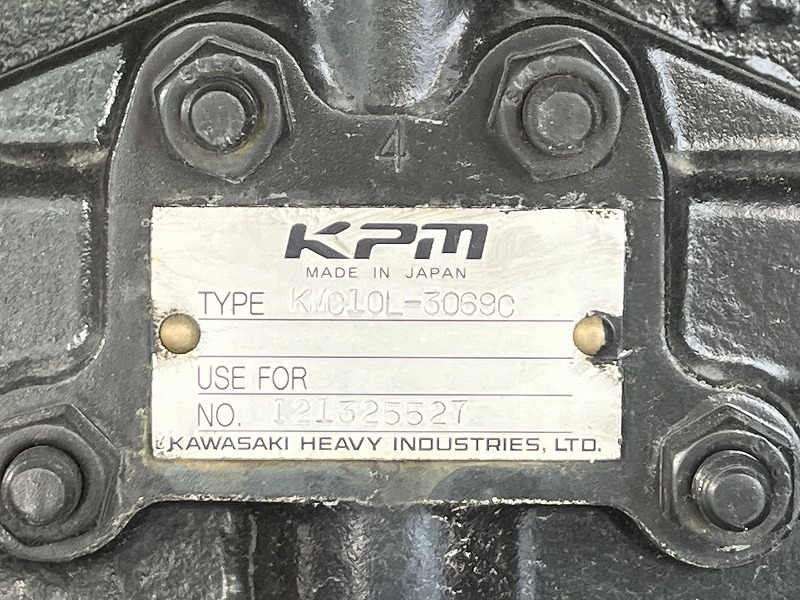 4
KPM
MADE IN JAPAN
TYPE KMC10L-3069C
USE FOR
NO. 121325527
KAWASAKI HEAVY INDUSTRIES, LTD.